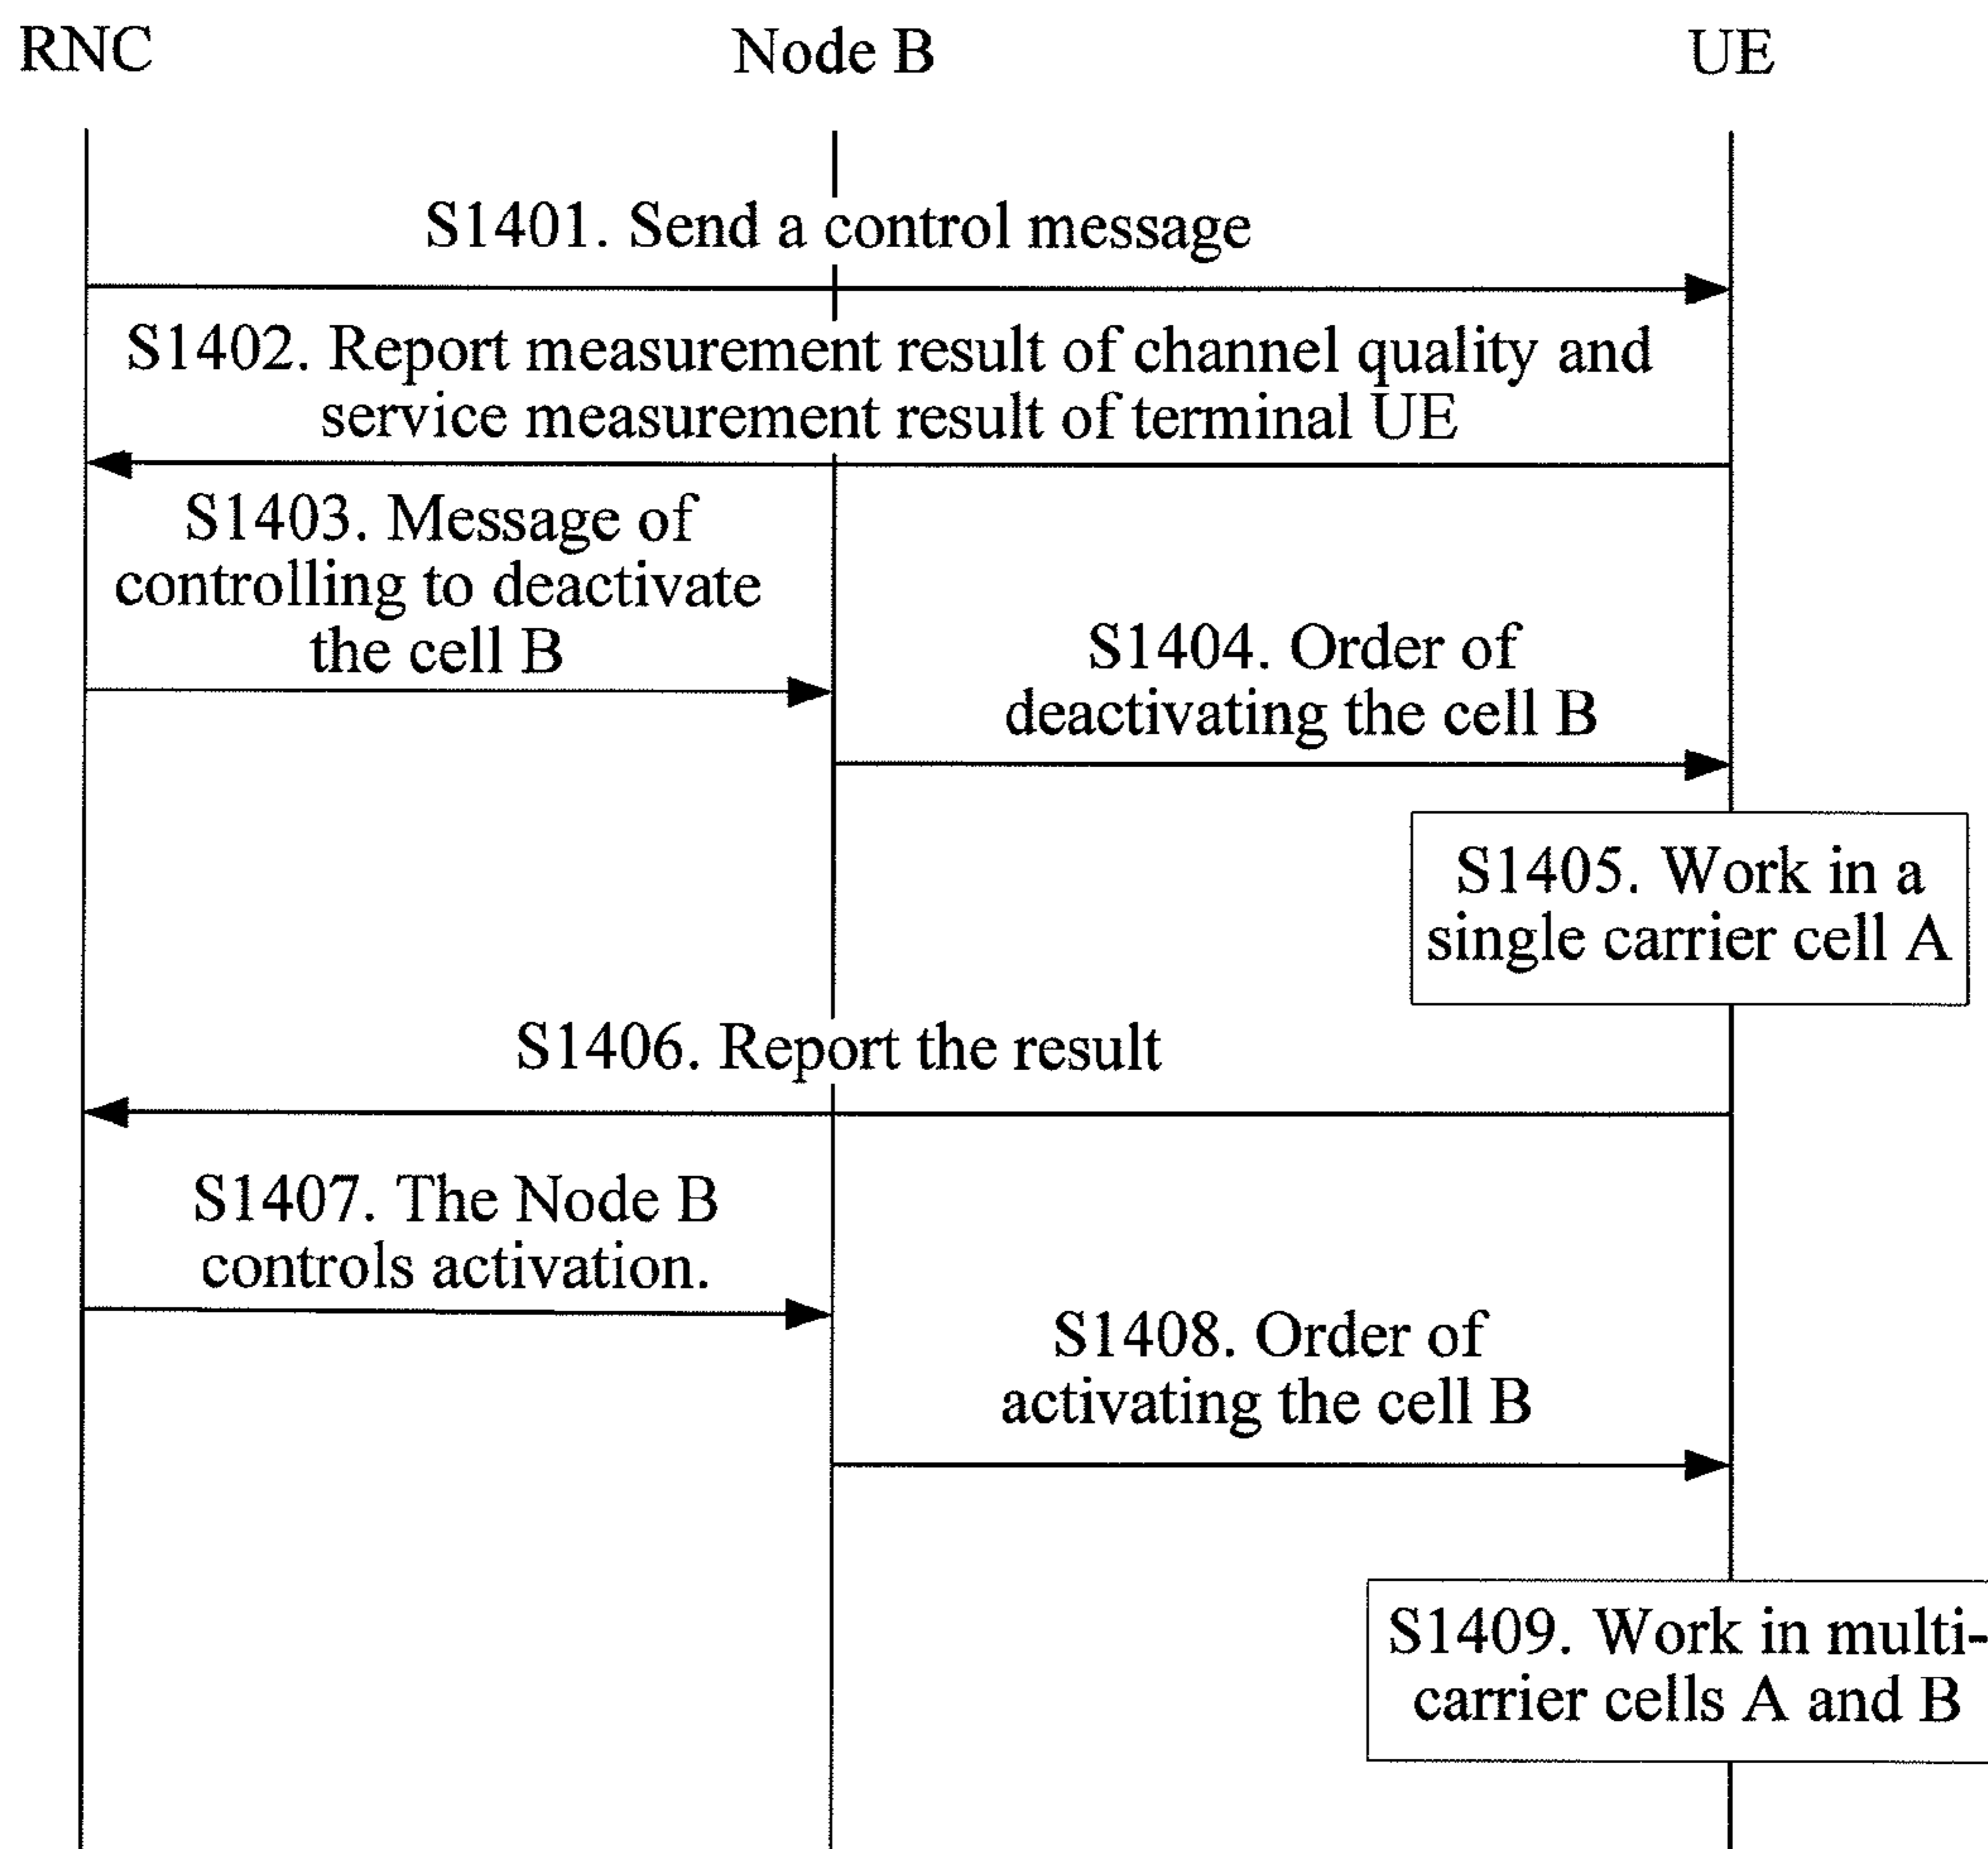 RNC
Node B
UE
S1401. Send a control message
S1402. Report measurement result of channel quality and
service measurement result of terminal UE
S1403. Message of
controlling to deactivate
the cell B
S1404. Order of
deactivating the cell B
S1405. Work in a
single carrier cell A
S1406. Report the result
S1407. The Node B
controls activation.
S1408. Order of
activating the cell B
S1409. Work in multi-
carrier cells A and B